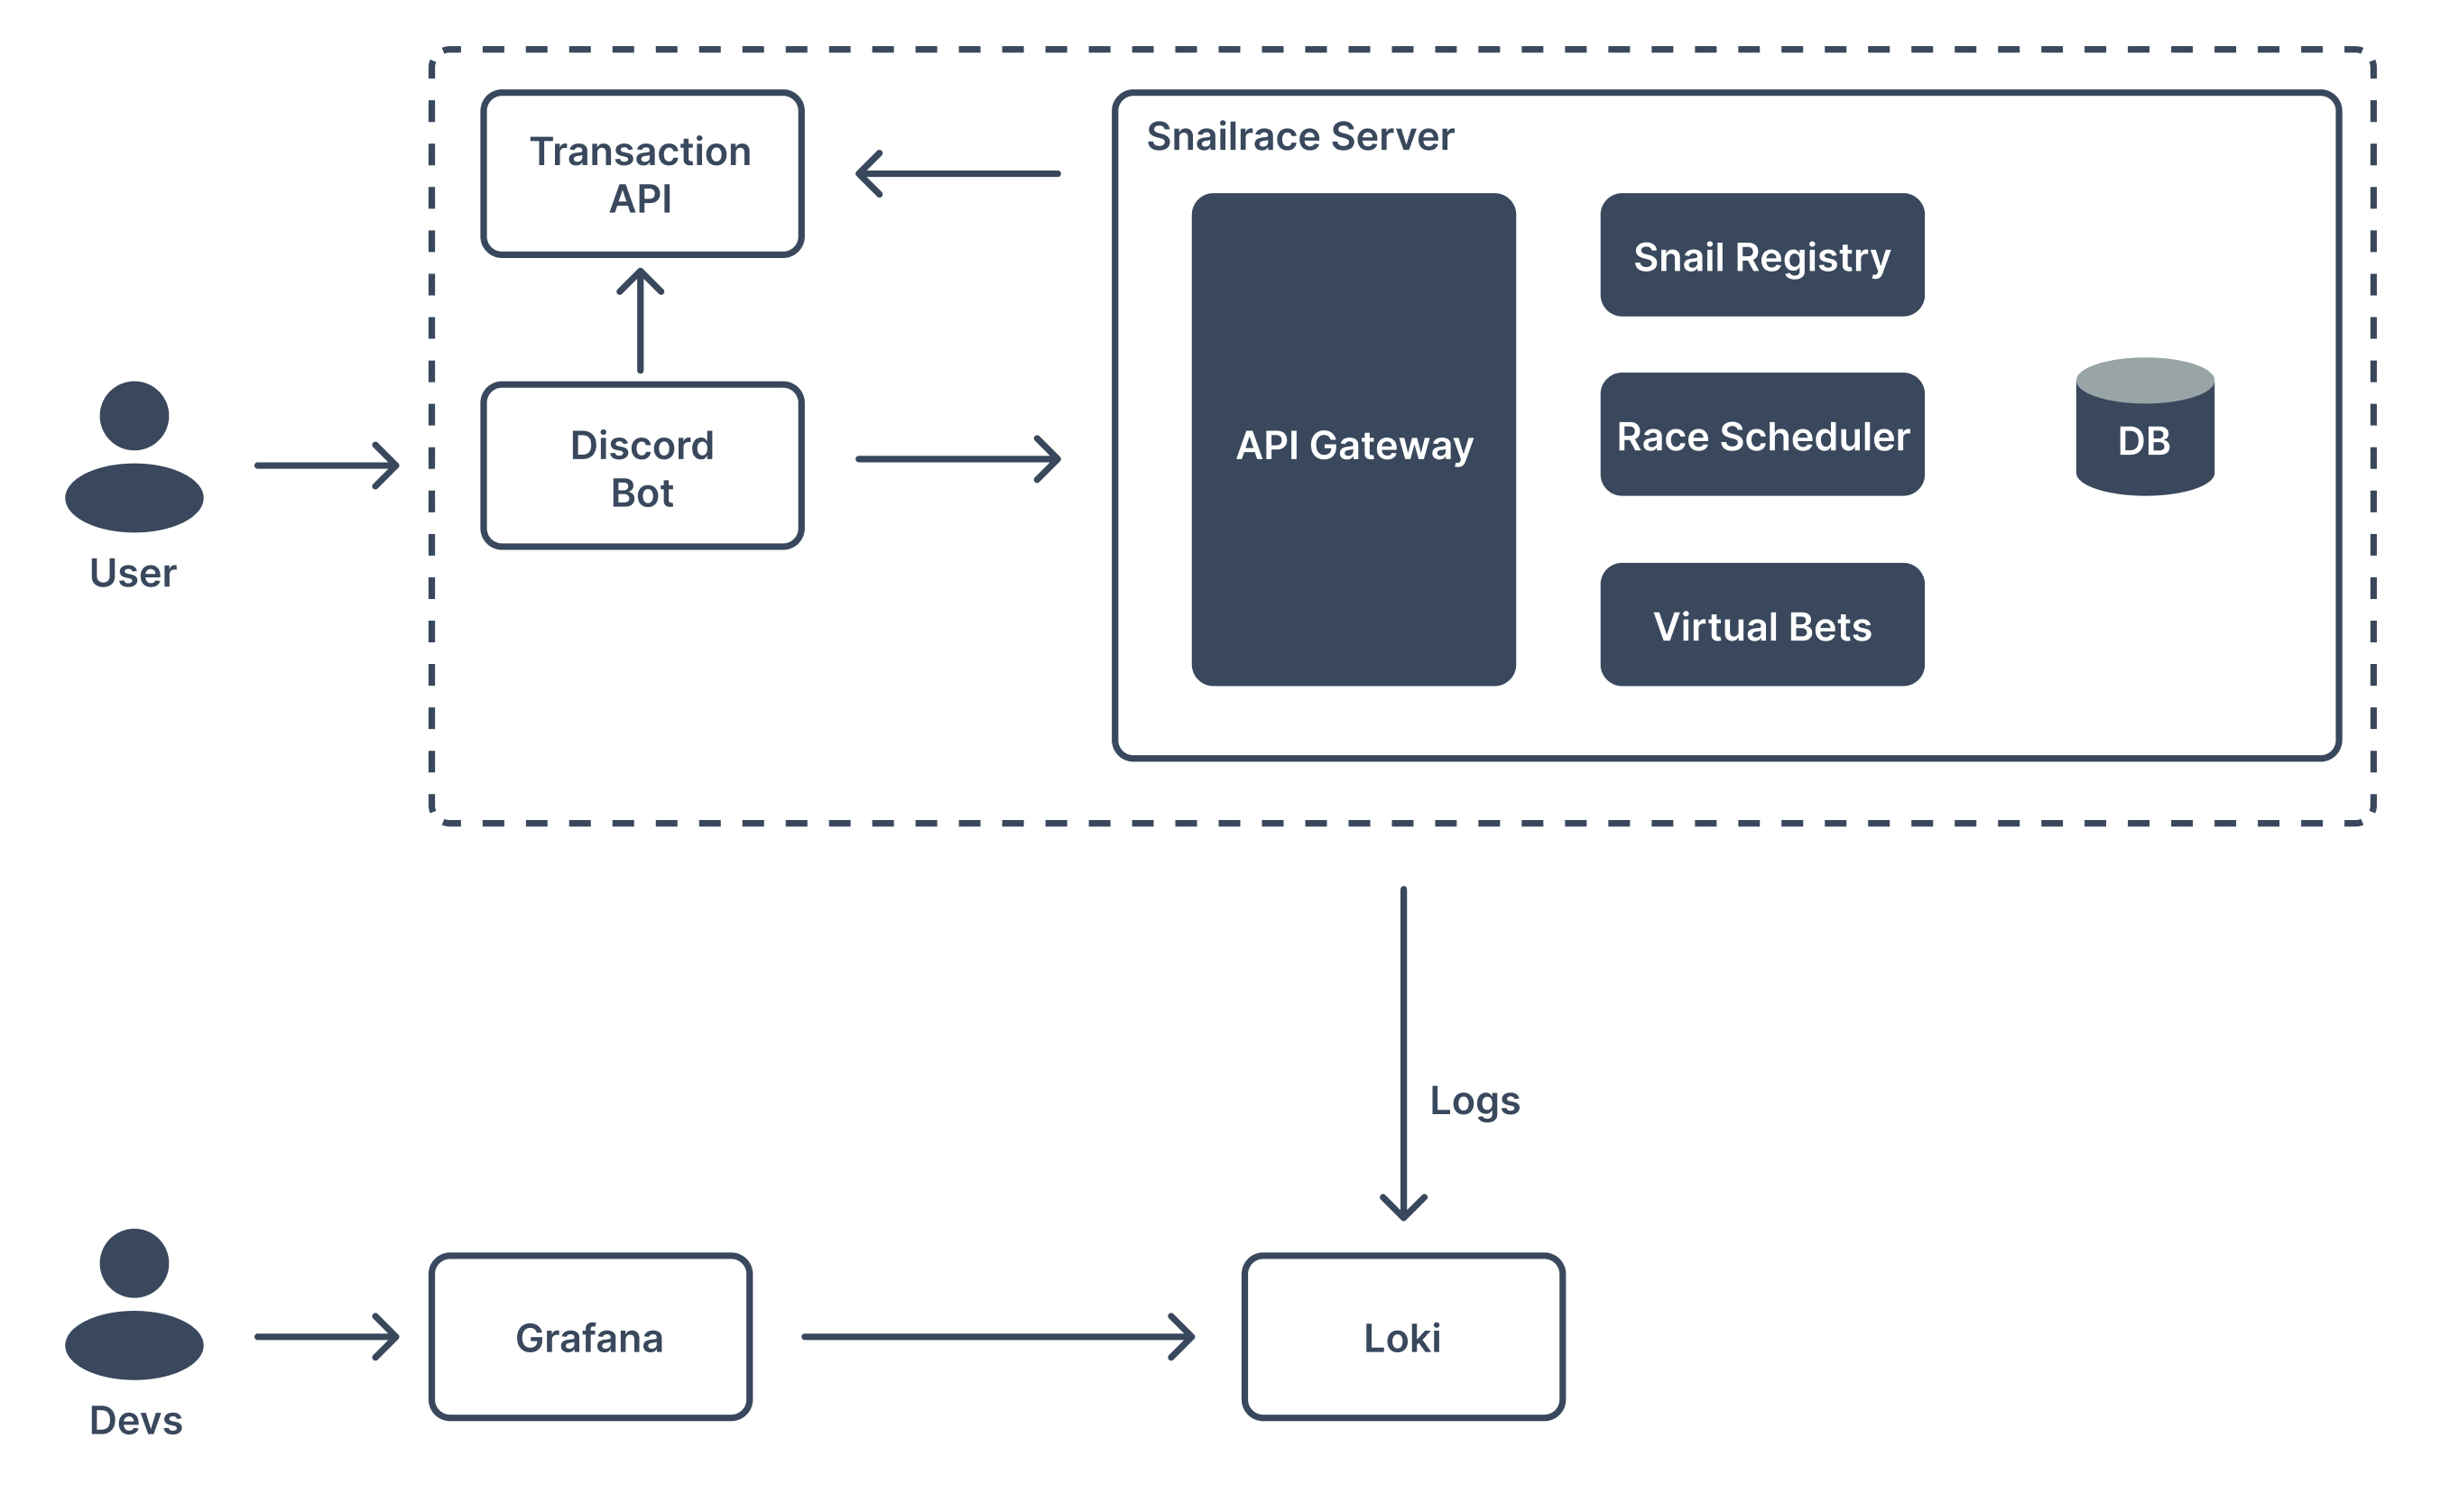 Transaction
API
Snailrace Server
Snail Registry
Discord
Bot
API Gateway
Race Scheduler
DB
User
Virtual Bets
Logs
Grafana
Loki
Devs